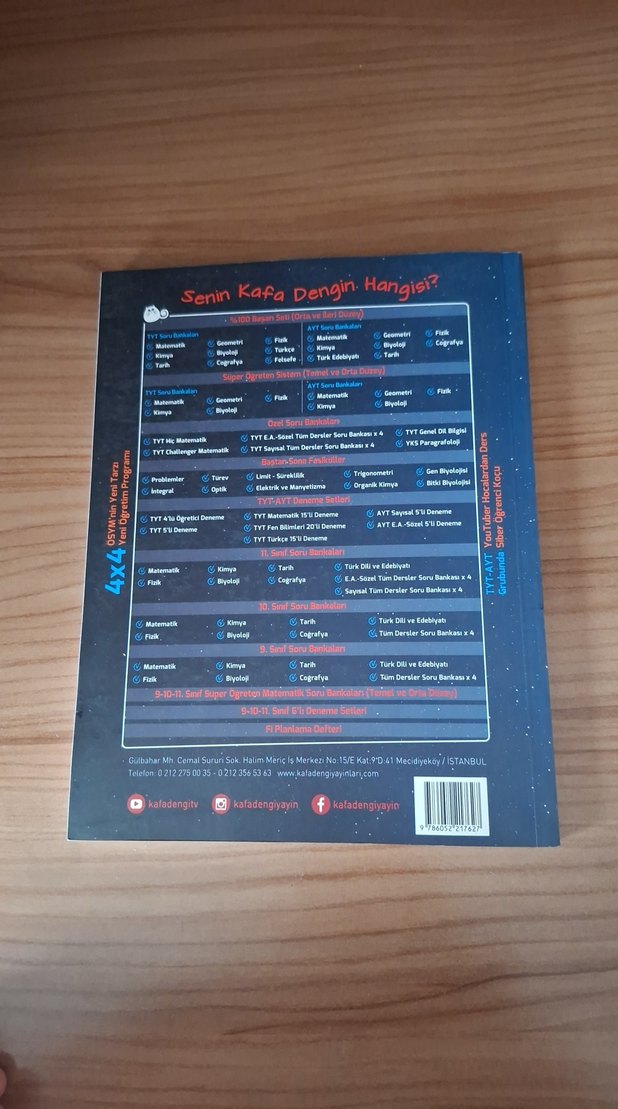 Senin Kafa Dengin Hangisi?
%100 Başarı Seti (Orta ve İleri Düzey)
TYT Soru Bankaları
Matematik Geometri Fizik
Kimya Biyoloji Türkçe
Tarih Coğrafya Felsefe
AYT Soru Bankaları
Matematik Geometri Fizik
Kimya Biyoloji Coğrafya
Türk Edebiyatı Tarih
Süper Öğreten Sistem (Temel ve Orta Düzey)
TYT Soru Bankaları
Matematik Geometri Fizik
Kimya Biyoloji
AYT Soru Bankaları
Matematik Geometri Fizik
Kimya Biyoloji
Özel Soru Bankaları
TYT Hiç Matematik TYT E.A.-Sözel Tüm Dersler Soru Bankası x 4 TYT Genel Dil Bilgisi
TYT Challenger Matematik TYT Sayısal Tüm Dersler Soru Bankası x 4 YKS Paragrafoloji
Baştan Sona Fasiküller
Problemler Türev Limit - Süreklilik Trigonometri Gen Biyolojisi
İntegral Optik Elektrik ve Manyetizma Organik Kimya Bitki Biyolojisi
TYT-AYT Deneme Setleri
TYT 4'lü Öğretici Deneme TYT Matematik 15'li Deneme AYT Sayısal 5'li Deneme
TYT 5'li Deneme TYT Fen Bilimleri 20'li Deneme AYT E.A.-Sözel 5'li Deneme
TYT Türkçe 15'li Deneme
11. Sınıf Soru Bankaları
Matematik Kimya Tarih Türk Dili ve Edebiyatı
Fizik Biyoloji Coğrafya E.A.-Sözel Tüm Dersler Soru Bankası x 4
Sayısal Tüm Dersler Soru Bankası x 4
10. Sınıf Soru Bankaları
Matematik Kimya Tarih Türk Dili ve Edebiyatı
Fizik Biyoloji Coğrafya Tüm Dersler Soru Bankası x 4
9. Sınıf Soru Bankaları
Matematik Kimya Tarih Türk Dili ve Edebiyatı
Fizik Biyoloji Coğrafya Tüm Dersler Soru Bankası x 4
9-10-11. Sınıf Süper Öğreten Matematik Soru Bankaları (Temel ve Orta Düzey)
9-10-11. Sınıf 6'lı Deneme Setleri
Fi Planlama Defteri
4x4 ÖSYM'nin Yeni Tarzı
Yeni Öğretim Programı
TYT-AYT YouTuber Hocalardan Ders
Grubunda Siber Öğrenci Koçu
Gülbahar Mh. Cemal Sururi Sok. Halim Meriç İş Merkezi No:15/E Kat:9 D:41 Mecidiyeköy / İSTANBUL
Telefon: 0 212 275 00 35 - 0 212 356 53 63 www.kafadengiyayinlari.com
kafadengitv kafadengiyayin kafadengiyayin
9 786052 217627